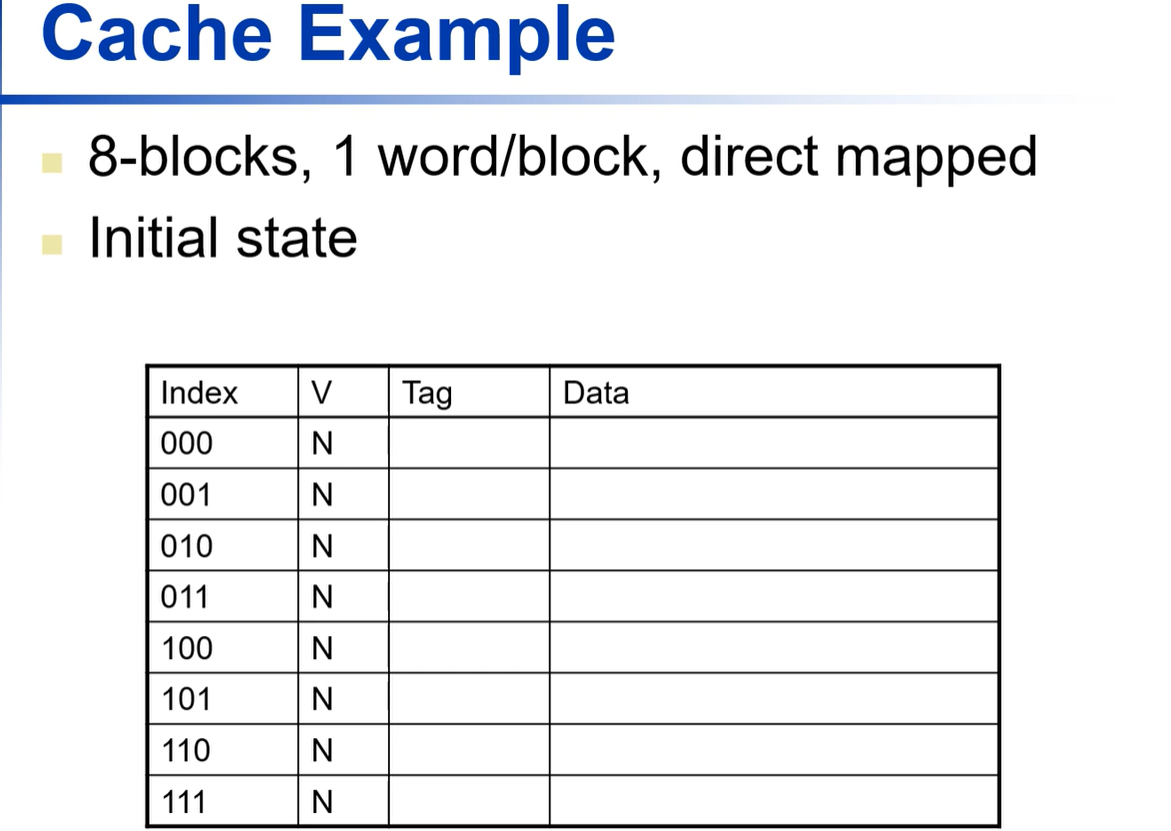 Cache Example
8-blocks, 1 word/block, direct mapped
Initial state
Index V Tag Data
000 N
001 N
010 N
011 N
100 N
101 N
110 N
111 N